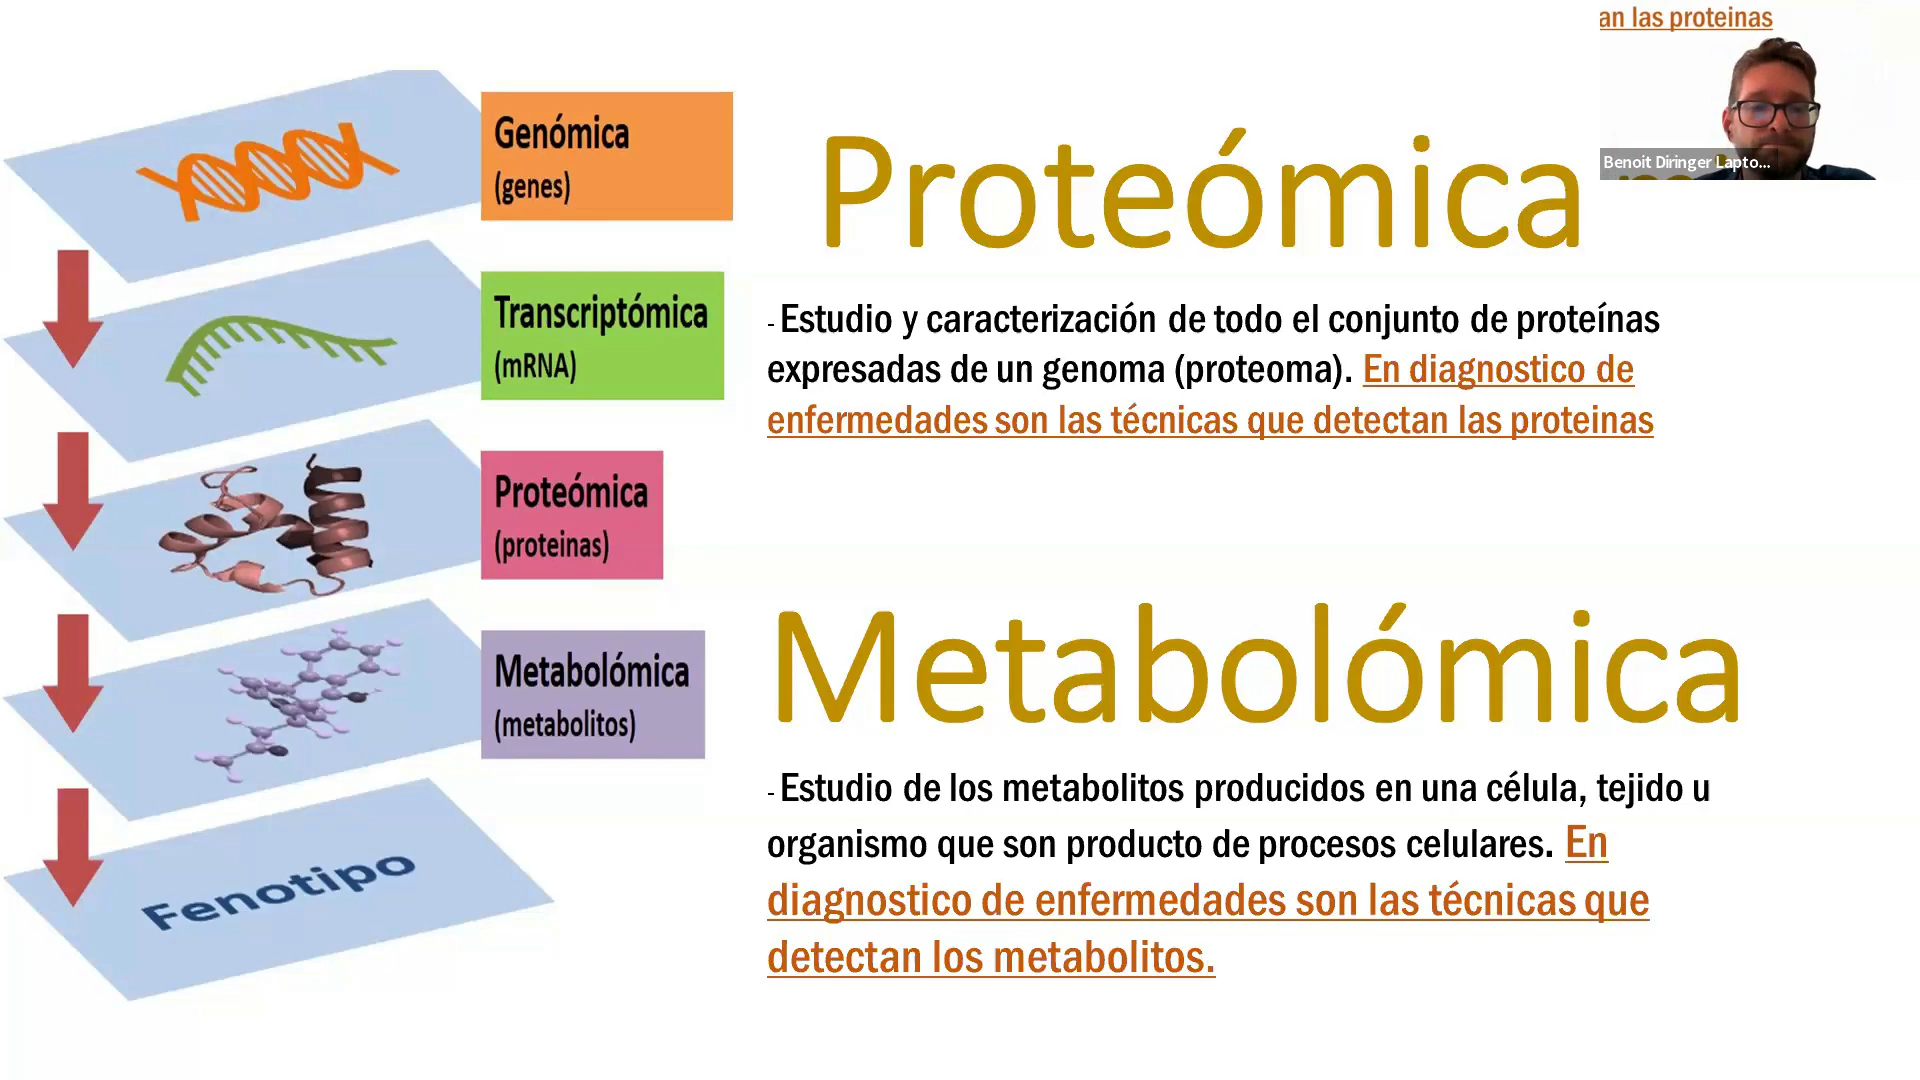 an las proteinas
Benoit Diringer Lapto...
Genómica
(genes)
Transcriptómica
(mRNA)
Proteómica
(proteinas)
Metabolómica
(metabolitos)
Fenotipo
Proteómica
- Estudio y caracterización de todo el conjunto de proteínas
expresadas de un genoma (proteoma). En diagnostico de
enfermedades son las técnicas que detectan las proteinas
Metabolómica
- Estudio de los metabolitos producidos en una célula, tejido u
organismo que son producto de procesos celulares. En
diagnostico de enfermedades son las técnicas que
detectan los metabolitos.